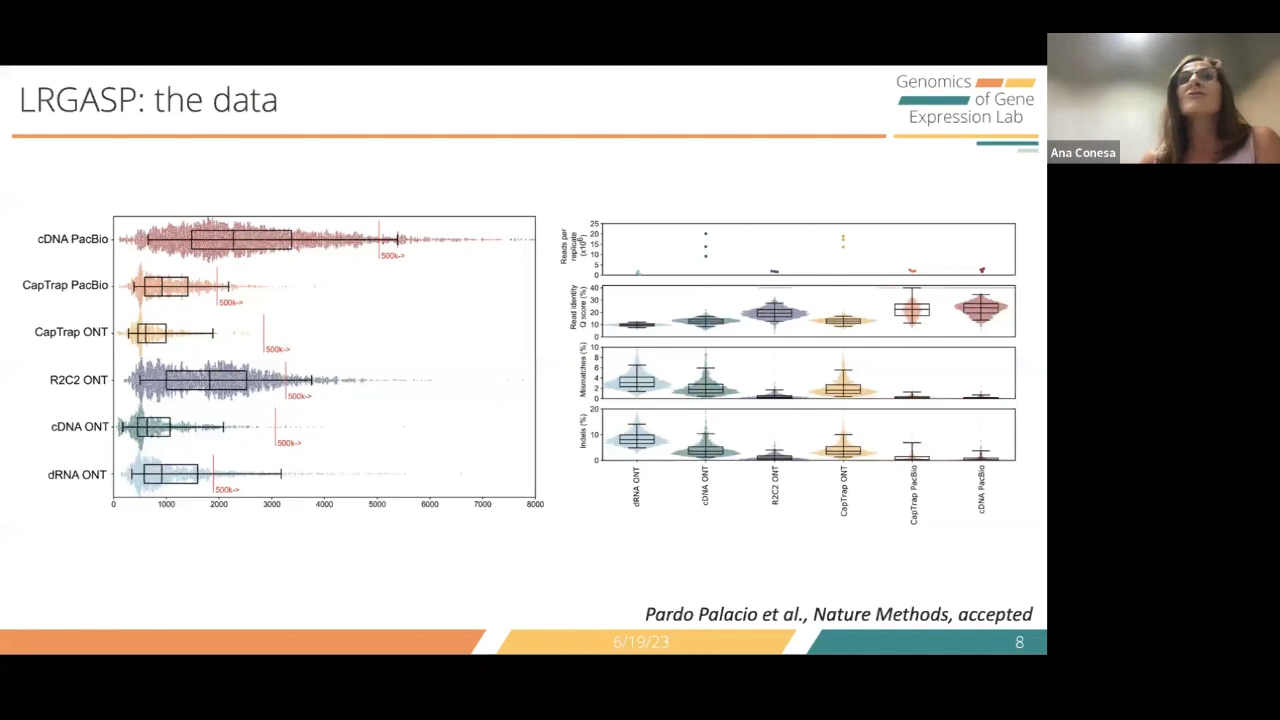 LRGASP: the data
Genomics
of Gene
Expression Lab
Ana Conesa
cDNA PacBio
CapTrap PacBio
CapTrap ONT
R2C2 ONT
cDNA ONT
dRNA ONT
500k->
500k->
500k->
500k->
500k->
500k->
0 1000 2000 3000 4000 5000 6000 7000 8000
Reads per
replicate
(x10⁶)
25
20
15
10
5
0
Read identity
Q score (%)
40
30
20
10
0
Mismatches (%)
10
8
6
4
2
0
Indels (%)
20
10
0
dRNA ONT
cDNA ONT
R2C2 ONT
CapTrap ONT
CapTrap PacBio
cDNA PacBio
Pardo Palacio et al., Nature Methods, accepted
6/19/23
8